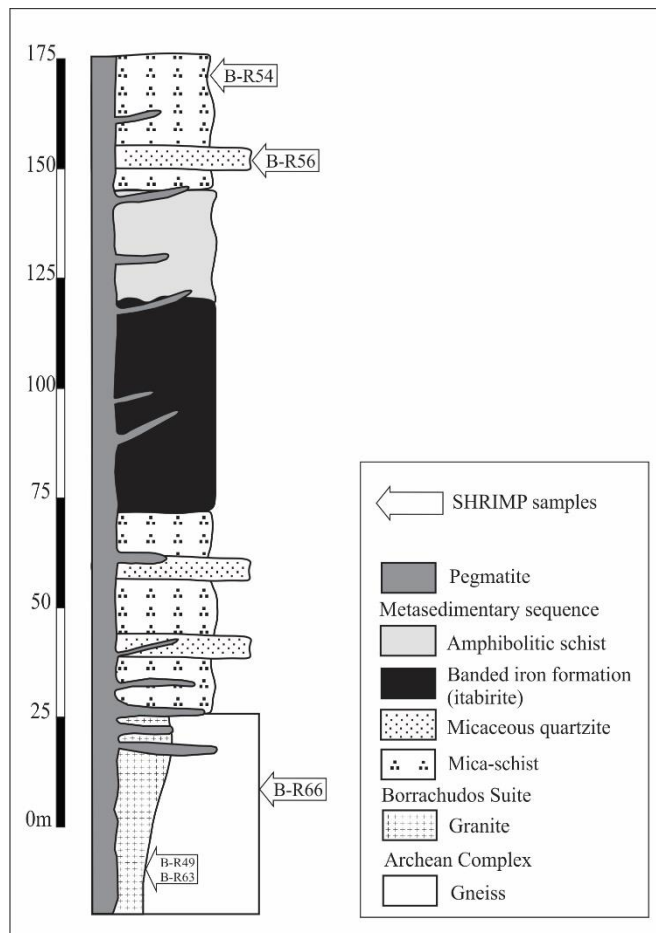 175
B-R54
150
B-R56
125
100
75
50
25
B-R66
0m
B-R49
B-R63
SHRIMP samples
Pegmatite
Metasedimentary sequence
Amphibolitic schist
Banded iron formation
(itabirite)
Micaceous quartzite
Mica-schist
Borrachudos Suite
Granite
Archean Complex
Gneiss